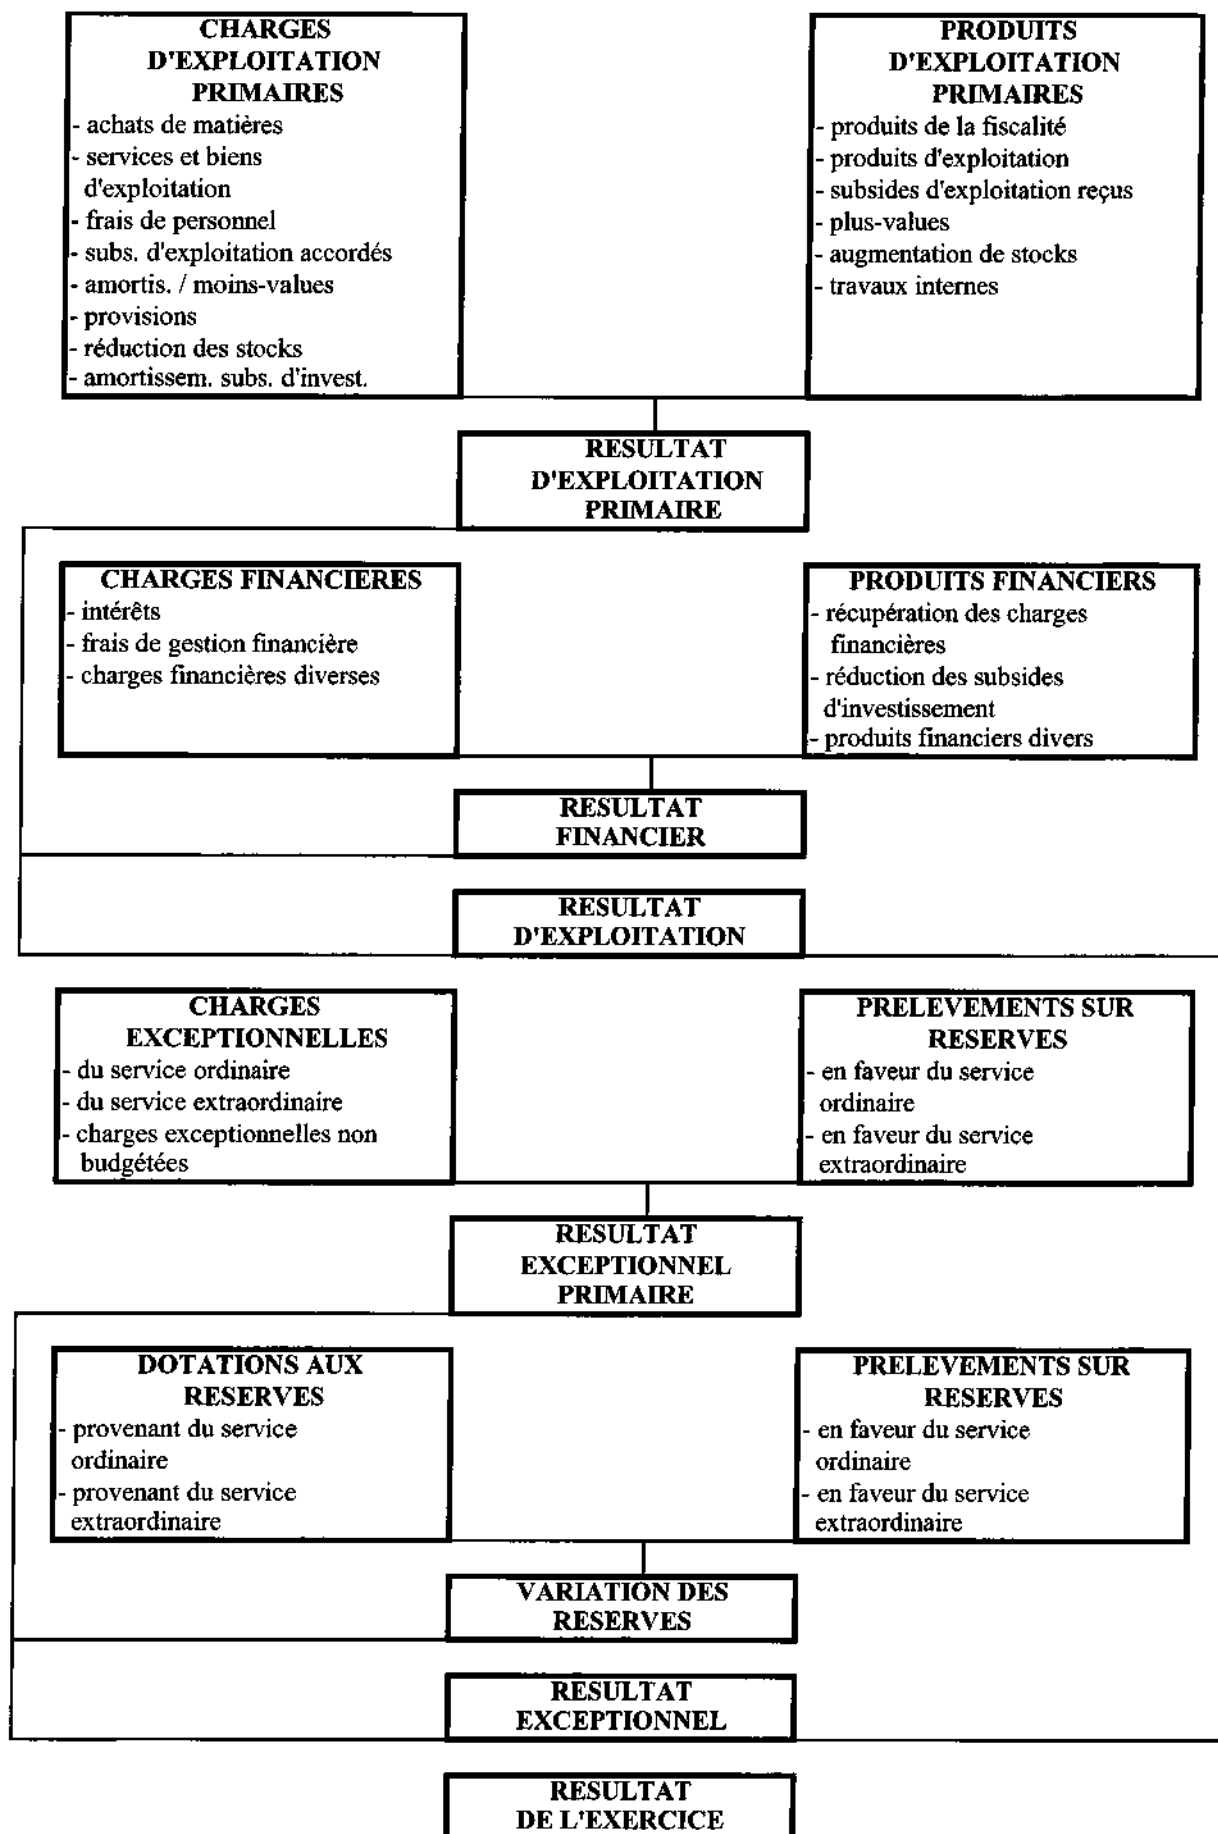 CHARGES
D'EXPLOITATION
PRIMAIRES
- achats de matières
- services et biens
d'exploitation
- frais de personnel
- subs. d'exploitation accordés
- amortis. / moins-values
- provisions
- réduction des stocks
- amortissem. subs. d'invest.
PRODUITS
D'EXPLOITATION
PRIMAIRES
- produits de la fiscalité
- produits d'exploitation
- subsides d'exploitation reçus
- plus-values
- augmentation de stocks
- travaux internes
RESULTAT
D'EXPLOITATION
PRIMAIRE
CHARGES FINANCIERES
- intérêts
- frais de gestion financière
- charges financières diverses
PRODUITS FINANCIERS
- récupération des charges
financières
- réduction des subsides
d'investissement
- produits financiers divers
RESULTAT
FINANCIER
RESULTAT
D'EXPLOITATION
CHARGES
EXCEPTIONNELLES
- du service ordinaire
- du service extraordinaire
- charges exceptionnelles non
budgétées
PRELEVEMENTS SUR
RESERVES
- en faveur du service
ordinaire
- en faveur du service
extraordinaire
RESULTAT
EXCEPTIONNEL
PRIMAIRE
DOTATIONS AUX
RESERVES
- provenant du service
ordinaire
- provenant du service
extraordinaire
PRELEVEMENTS SUR
RESERVES
- en faveur du service
ordinaire
- en faveur du service
extraordinaire
VARIATION DES
RESERVES
RESULTAT
EXCEPTIONNEL
RESULTAT
DE L'EXERCICE